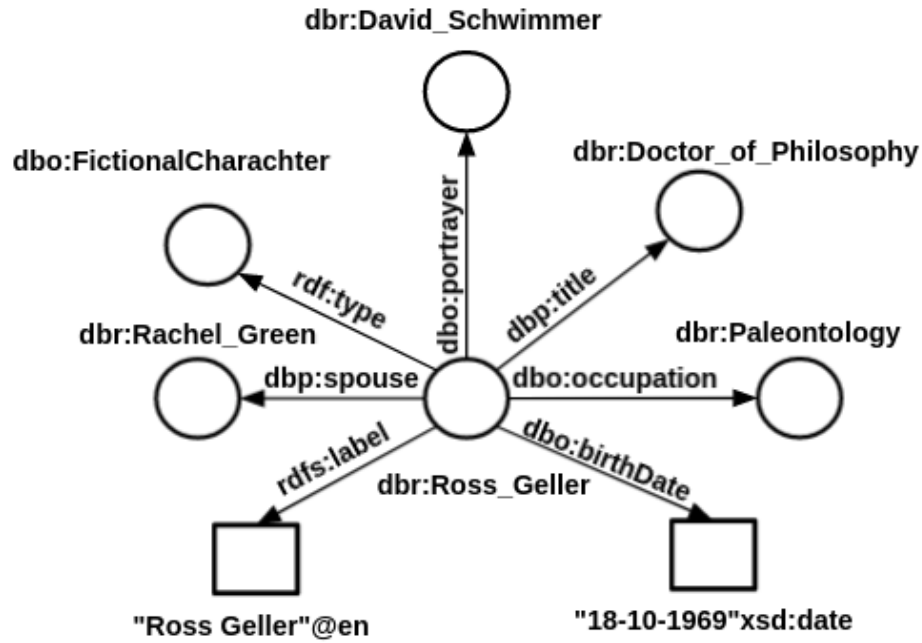 dbr:David_Schwimmer
dbo:FictionalCharachter
dbr:Doctor_of_Philosophy
dbo:portrayer
rdf:type
dbp:title
dbr:Rachel_Green
dbr:Paleontology
dbp:spouse
dbo:occupation
rdfs:label
dbo:birthDate
dbr:Ross_Geller
"Ross Geller"@en
"18-10-1969"xsd:date